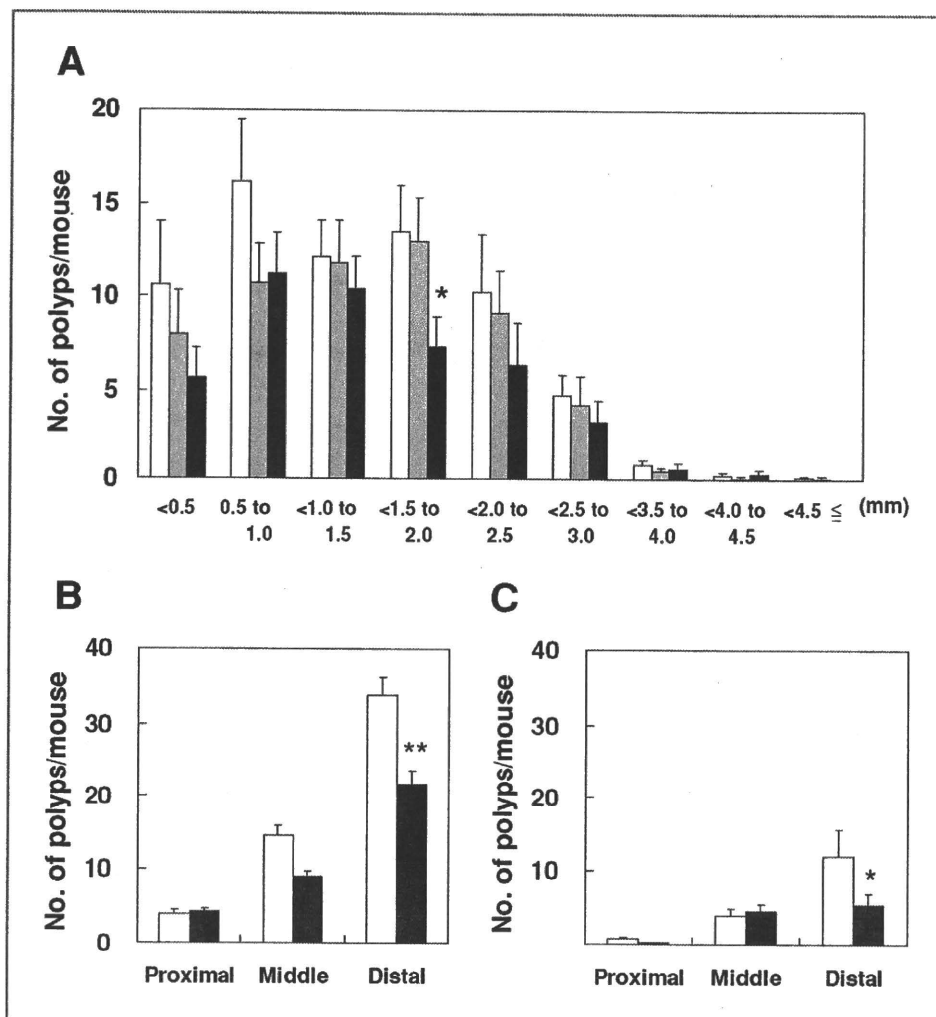 A
No. of polyps/mouse
20
15
10
5
0
*
<0.5 0.5 to <1.0 to <1.5 to <2.0 to <2.5 to <3.5 to <4.0 to <4.5 ≦ (mm)
1.0 1.5 2.0 2.5 3.0 4.0 4.5
B
No. of polyps/mouse
40
30
20
10
0
**
Proximal Middle Distal
C
No. of polyps/mouse
40
30
20
10
*
Proximal Middle Distal